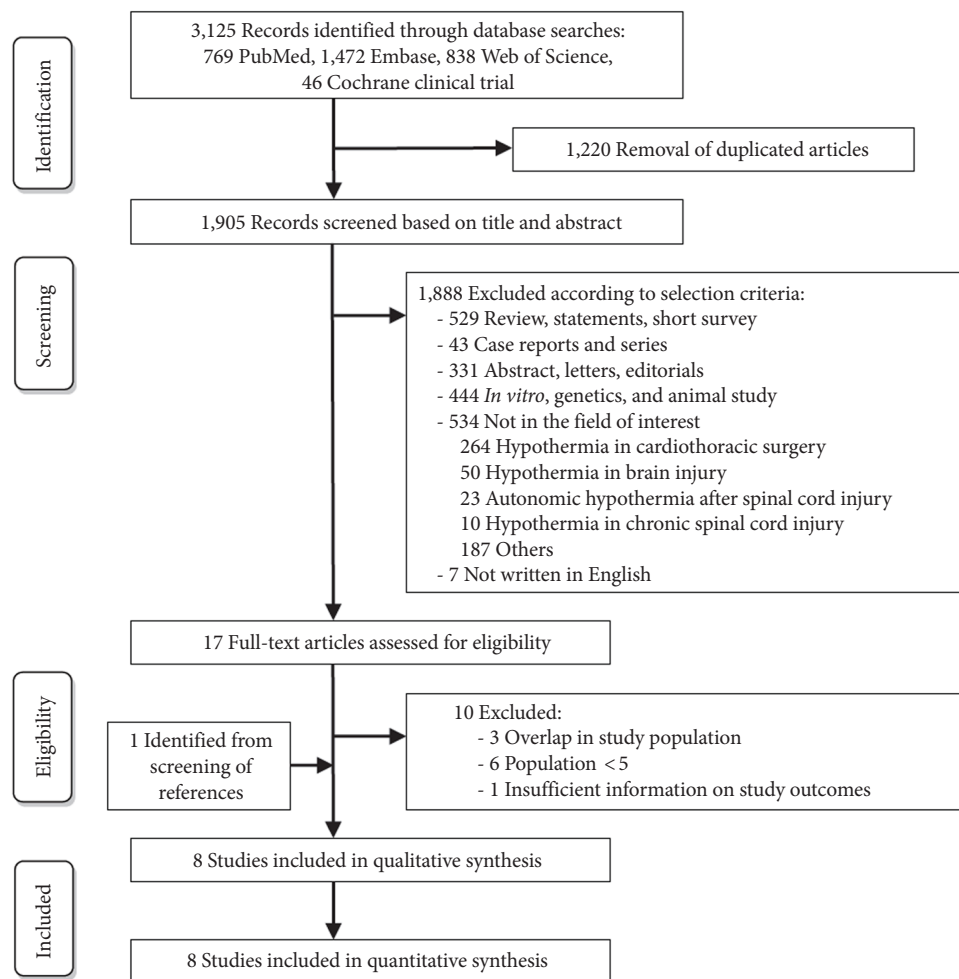 Identification
3,125 Records identified through database searches:
769 PubMed, 1,472 Embase, 838 Web of Science,
46 Cochrane clinical trial
1,220 Removal of duplicated articles
1,905 Records screened based on title and abstract
Screening
1,888 Excluded according to selection criteria:
- 529 Review, statements, short survey
- 43 Case reports and series
- 331 Abstract, letters, editorials
- 444 In vitro, genetics, and animal study
- 534 Not in the field of interest
264 Hypothermia in cardiothoracic surgery
50 Hypothermia in brain injury
23 Autonomic hypothermia after spinal cord injury
10 Hypothermia in chronic spinal cord injury
187 Others
- 7 Not written in English
17 Full-text articles assessed for eligibility
Eligibility
1 Identified from
screening of
references
10 Excluded:
- 3 Overlap in study population
- 6 Population <5
- 1 Insufficient information on study outcomes
8 Studies included in qualitative synthesis
Included
8 Studies included in quantitative synthesis